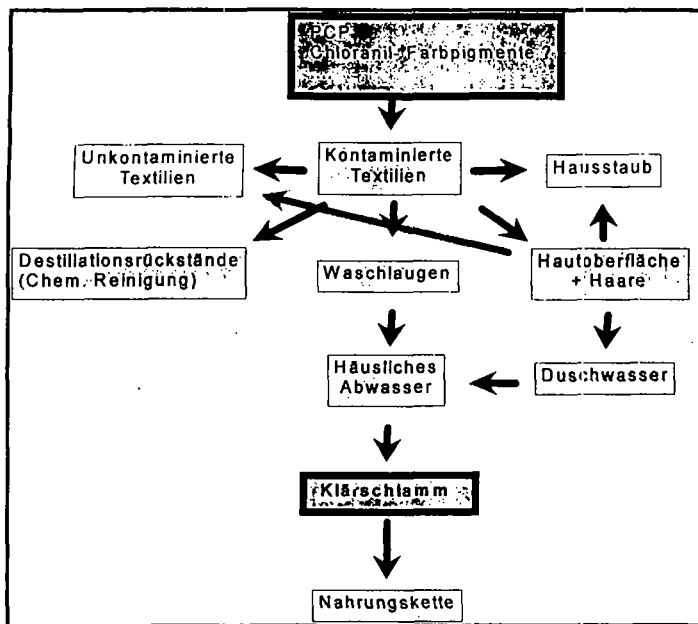 PCP
Chloranil-Farbpigmente ?
Unkontaminierte
Textilien
Kontaminierte
Textilien
Hausstaub
Destillationsrückstände
(Chem. Reinigung)
Waschlaugen
Hautoberfläche
+ Haare
Häusliches
Abwasser
Duschwasser
Klärschlamm
Nahrungskette